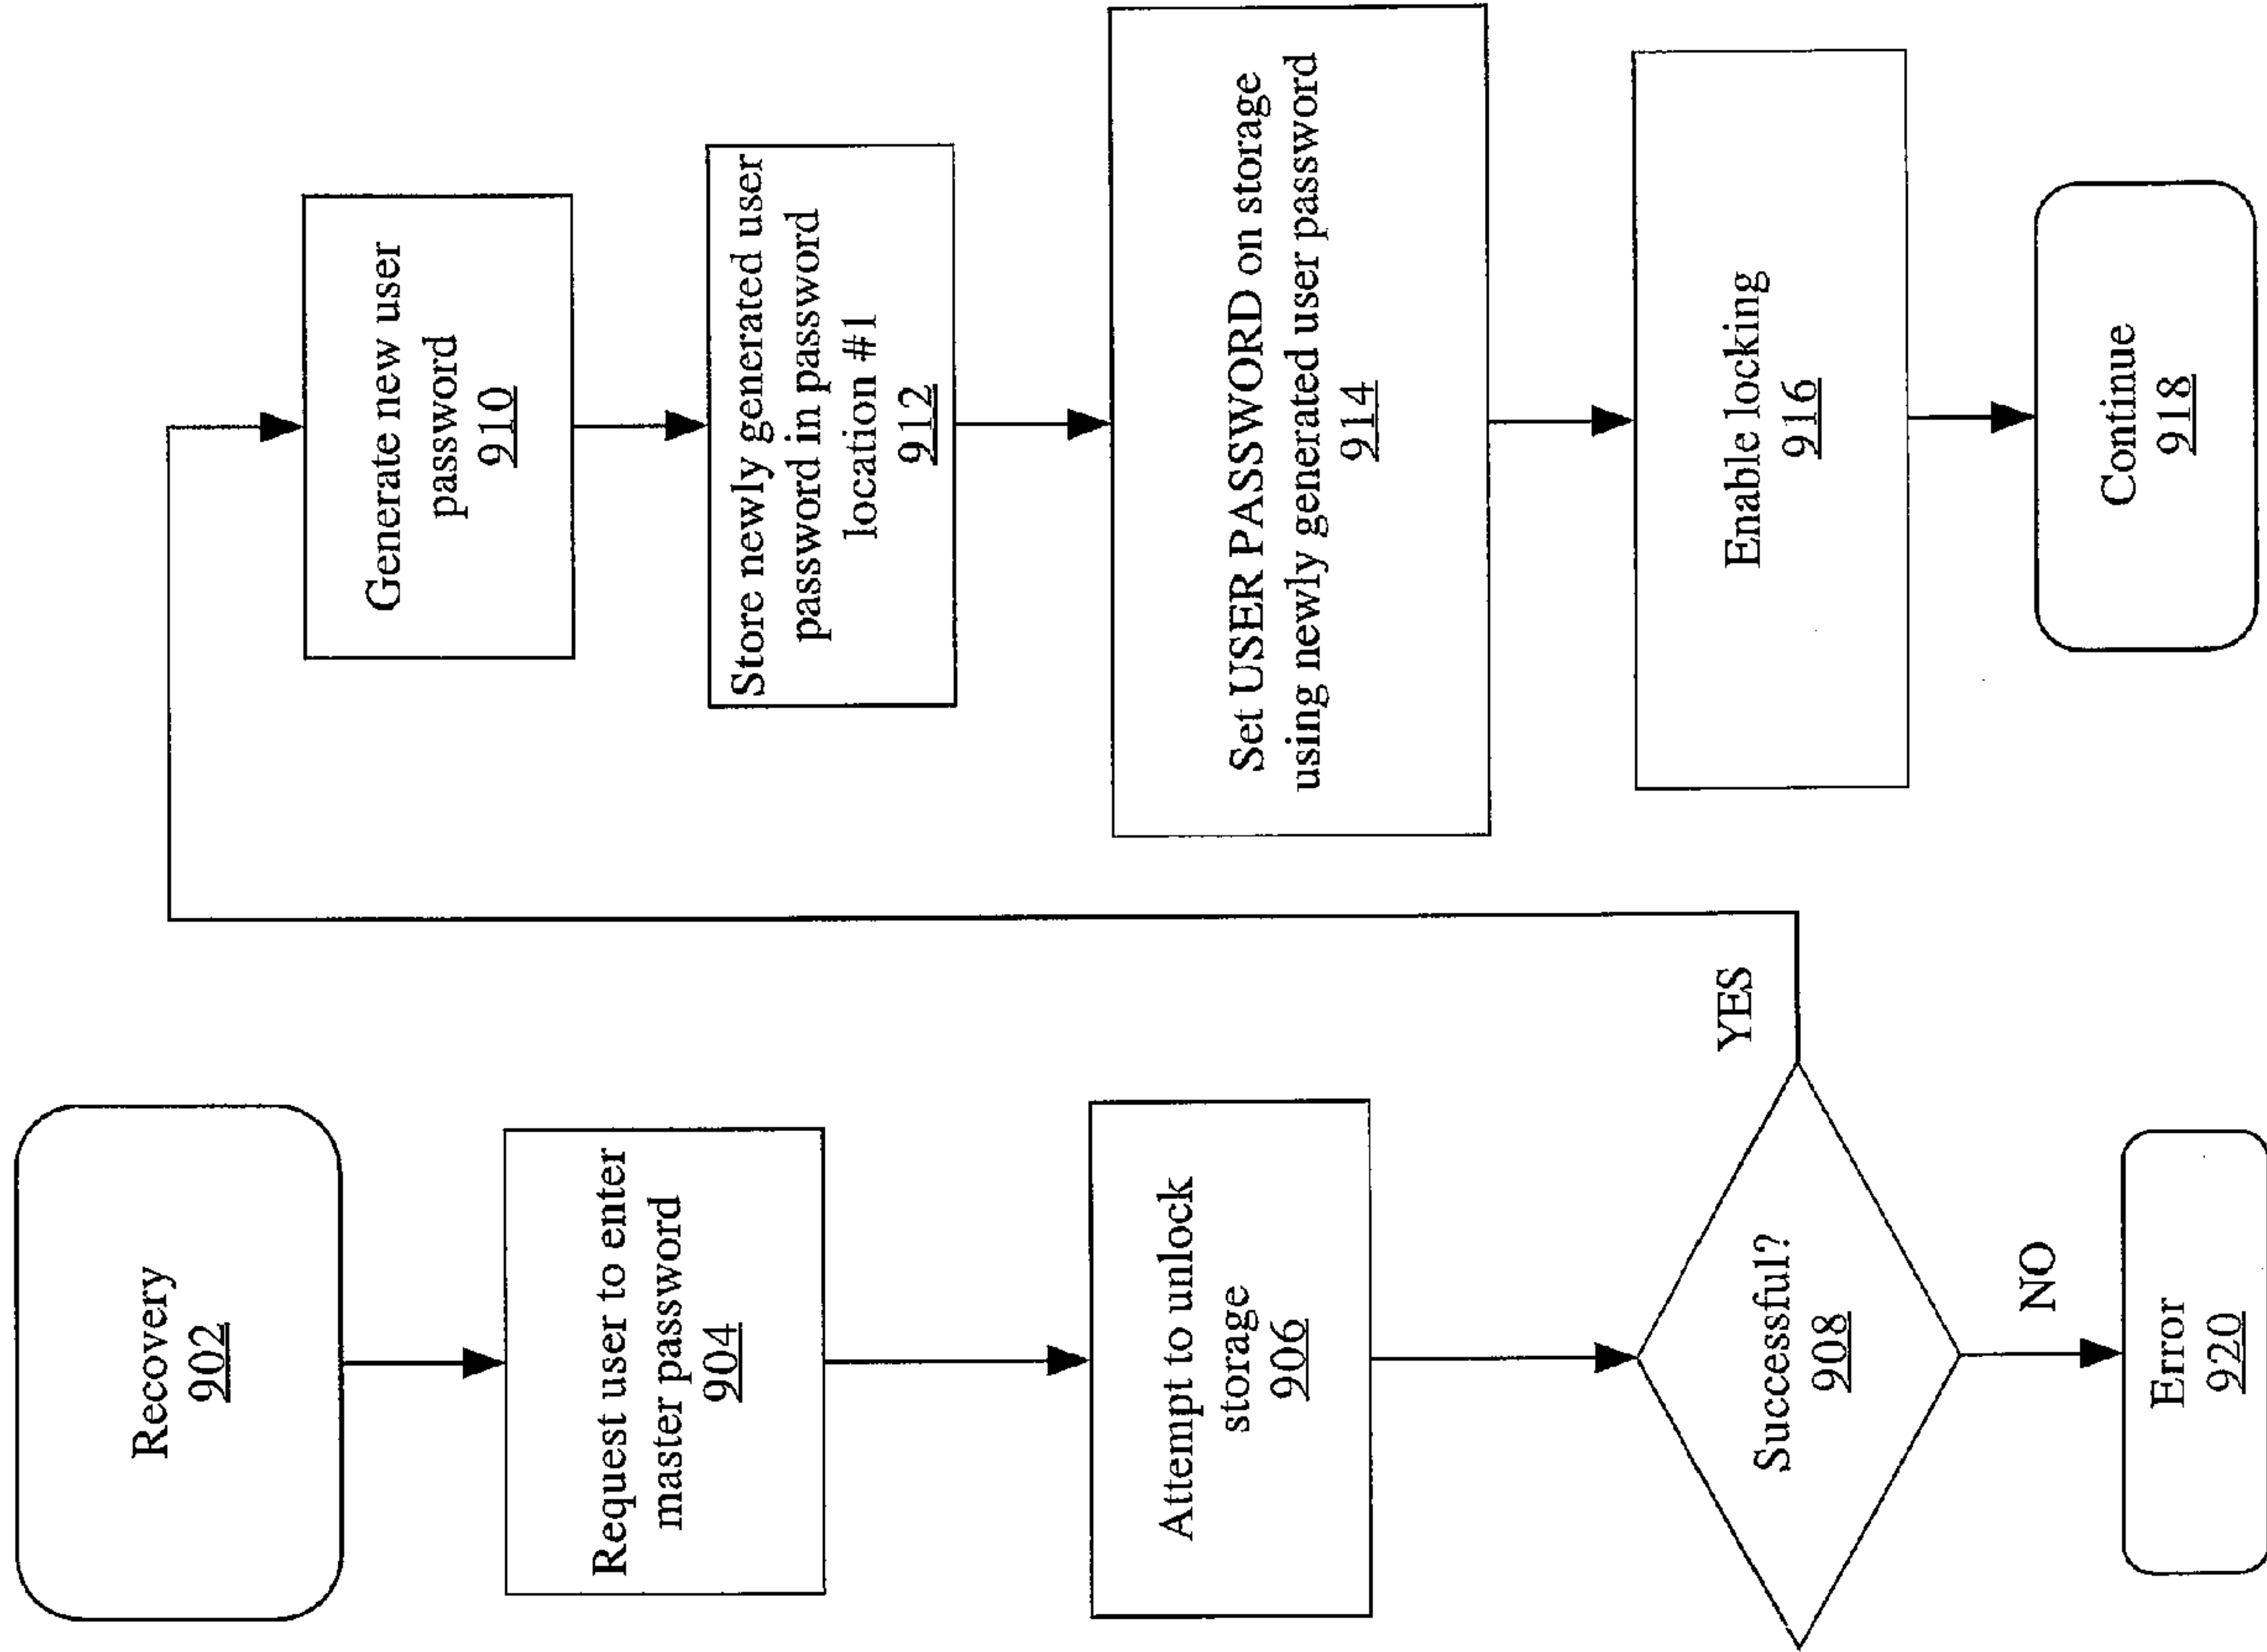 Recovery
902
Request user to enter
master password
904
Attempt to unlock
storage
906
Successful?
908
YES
NO
Error
920
Generate new user
password
910
Store newly generated user
password in password
location #1
912
Set USER PASSWORD on storage
using newly generated user password
914
Enable locking
916
Continue
918